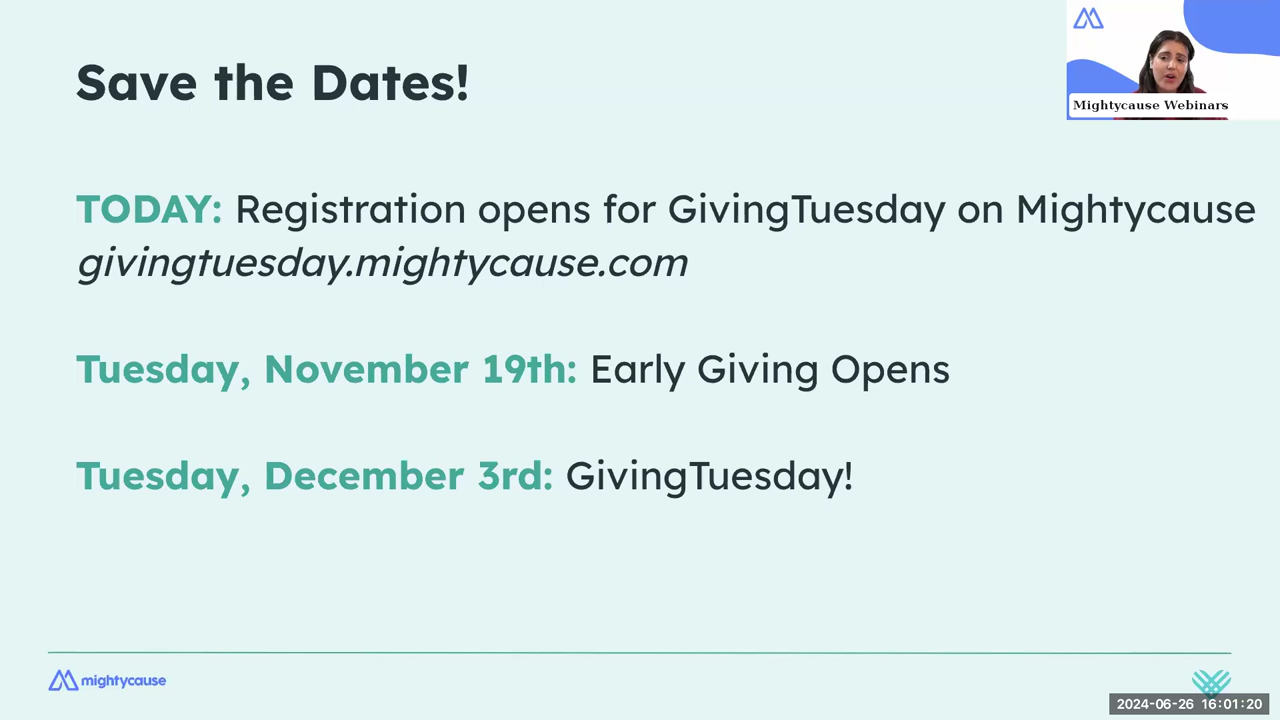 Save the Dates!
Mightycause Webinars
TODAY: Registration opens for GivingTuesday on Mightycause
givingtuesday.mightycause.com
Tuesday, November 19th: Early Giving Opens
Tuesday, December 3rd: GivingTuesday!
mightycause
2024-06-26 16:01:20